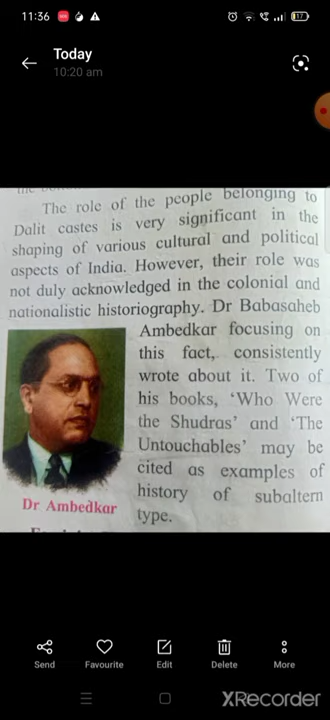 11:36
17
Today
10:20 am
The role of the people belonging to
Dalit castes is very significant in the
shaping of various cultural and political
aspects of India. However, their role was
not duly acknowledged in the colonial and
nationalistic historiography. Dr Babasaheb
Ambedkar focusing on
this fact, consistently
wrote about it. Two of
his books, ‘Who Were
the Shudras’ and ‘The
Untouchables’ may be
cited as examples of
history of subaltern
type.
Dr Ambedkar
Send
Favourite
Edit
Delete
More
XRecorder